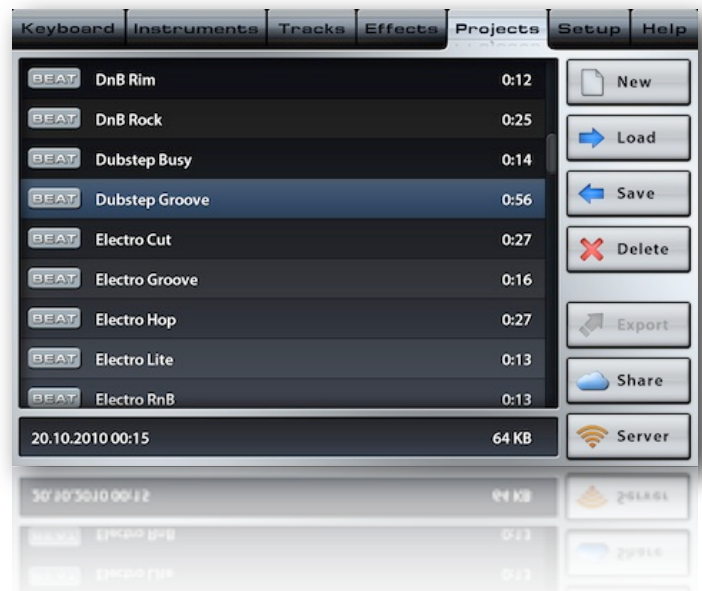 Keyboard Instruments Tracks Effects Projects Setup Help
BEAT DnB Rim 0:12
BEAT DnB Rock 0:25
BEAT Dubstep Busy 0:14
BEAT Dubstep Groove 0:56
BEAT Electro Cut 0:27
BEAT Electro Groove 0:16
BEAT Electro Hop 0:27
BEAT Electro Lite 0:13
BEAT Electro RnB 0:13
20.10.2010 00:15 64 KB
New
Load
Save
Delete
Export
Share
Server